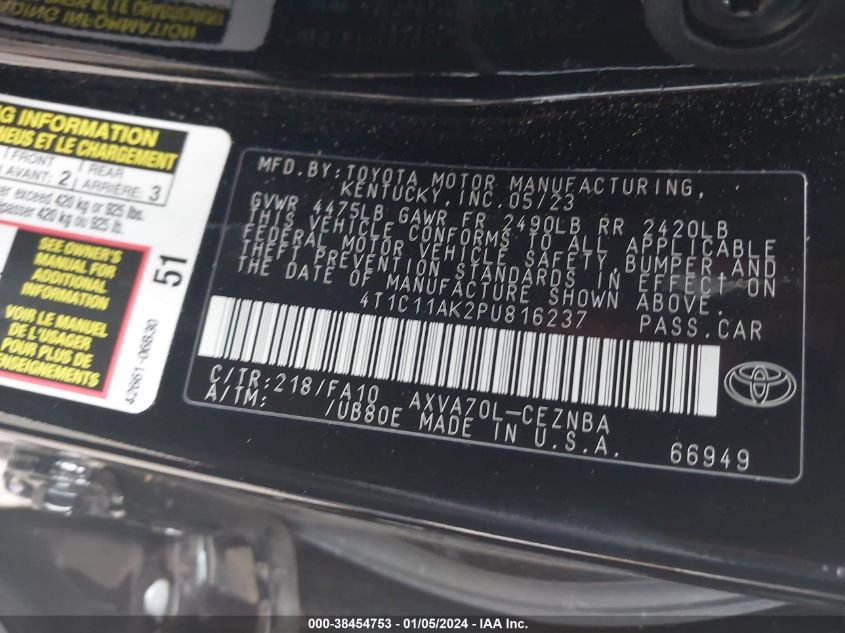 NG INFORMATION
PNEUS ET LE CHARGEMENT
FRONT
AVANT: 2
REAR
ARRIÈRE: 3
exceed 420 kg or 925 lbs.
420 kg ou 925 lb.
SEE OWNER'S
MANUAL FOR
ADDITIONAL
INFORMATION
VOIR LE MANUEL
DE L'USAGER
POUR PLUS DE
RENSEIGNEMENTS
51
42661-06B30
MFD.BY:TOYOTA MOTOR MANUFACTURING,
KENTUCKY, INC. 05/23
GVWR 4475LB GAWR FR 2490LB RR 2420LB
THIS VEHICLE CONFORMS TO ALL APPLICABLE
FEDERAL MOTOR VEHICLE SAFETY, BUMPER, AND
THEFT PREVENTION STANDARDS IN EFFECT ON
THE DATE OF MANUFACTURE SHOWN ABOVE.
4T1C11AK2PU816237 PASS.CAR
C/TR:218/FA10 AXVA70L-CEZNBA
A/TM: /UB80E MADE IN U.S.A.
66949
000-38454753 - 01/05/2024 - IAA Inc.